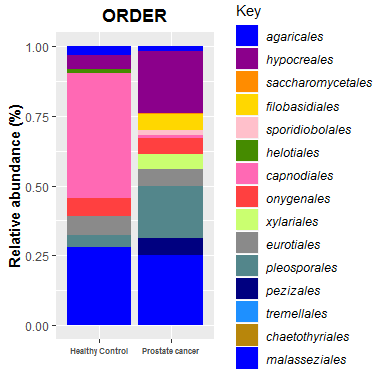 ORDER
Relative abundance (%)
1.00
0.75
0.50
0.25
0.00
Healthy Control
Prostate cancer
Key
agaricales
hypocreales
saccharomycetales
filobasidiales
sporidiobolales
helotiales
capnodiales
onygenales
xylariales
eurotiales
pleosporales
pezizales
tremellales
chaetothyriales
malasseziales